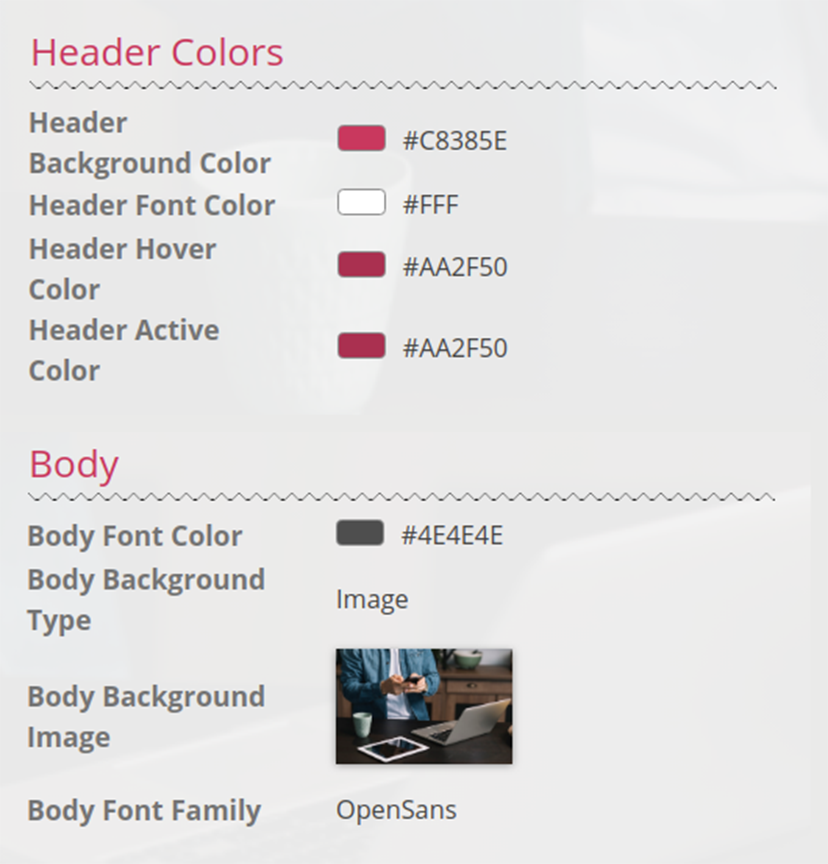 Header Colors
Header
Background Color
#C8385E
Header Font Color
#FFF
Header Hover
Color
#AA2F50
Header Active
Color
#AA2F50
Body
Body Font Color
#4E4E4E
Body Background
Type
Image
Body Background
Image
Body Font Family
OpenSans